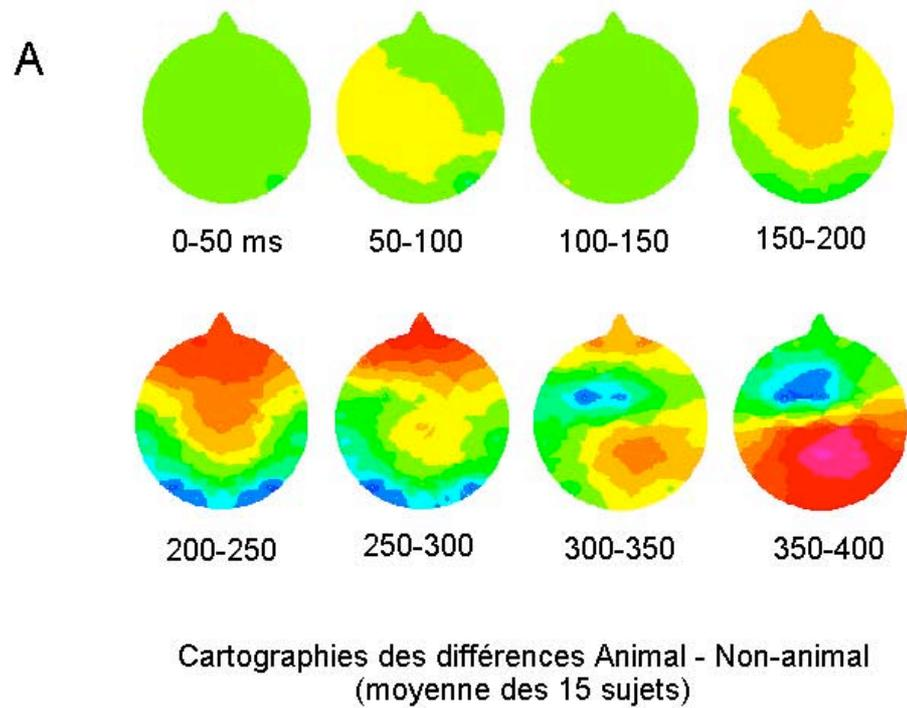 A
0-50 ms
50-100
100-150
150-200
200-250
250-300
300-350
350-400
Cartographies des différences Animal - Non-animal
(moyenne des 15 sujets)